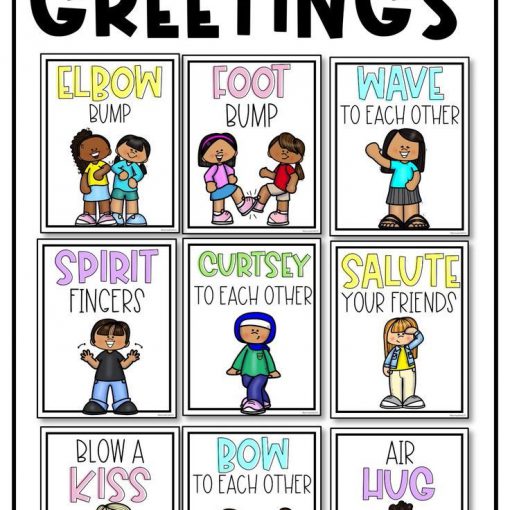 GREETINGS
ELBOW
BUMP
FOOT
BUMP
WAVE
TO EACH OTHER
SPIRIT
FINGERS
CURTSEY
TO EACH OTHER
SALUTE
YOUR FRIENDS
BLOW A
KISS
BOW
TO EACH OTHER
AIR
HUG